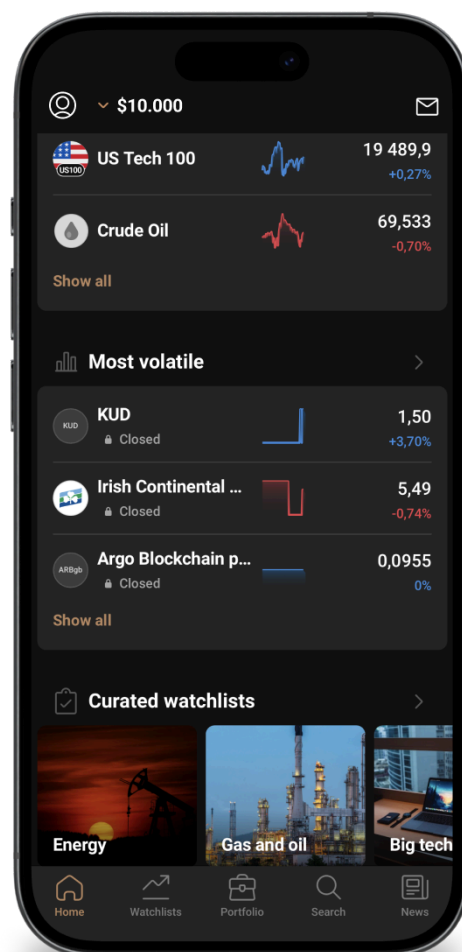 $10.000
US100
US Tech 100
19 489,9
+0,27%
Crude Oil
69,533
-0,70%
Show all
Most volatile
KUD
KUD
1,50
Closed
+3,70%
Irish Continental ...
5,49
Closed
-0,74%
ARBgb
Argo Blockchain p...
0,0955
Closed
0%
Show all
Curated watchlists
Energy
Gas and oil
Big tech
Home
Watchlists
Portfolio
Search
News